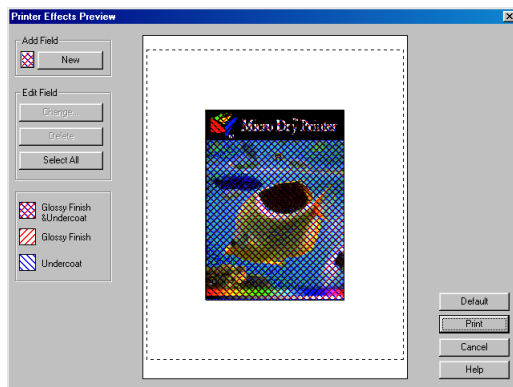 Printer Effects Preview
Add Field
New
Edit Field
Change...
Delete
Select All
Glossy Finish
&Undercoat
Glossy Finish
Undercoat
Micro Dry Printer
Default
Print
Cancel
Help